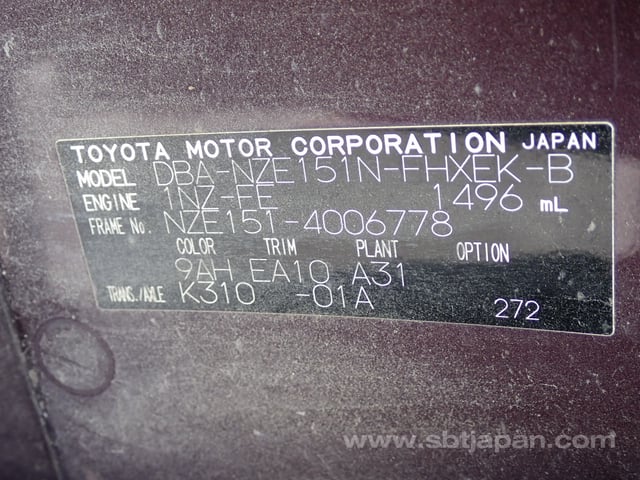 TOYOTA MOTOR CORPORATION JAPAN
MODEL DBA-NZE151N-FHXEK-B
ENGINE 1NZ-FE 1496 mL
FRAME No. NZE151-4006778
COLOR TRIM PLANT OPTION
9AH EA10 A31
TRANS./AXLE K310 -01A 272
www.sbtjapan.com